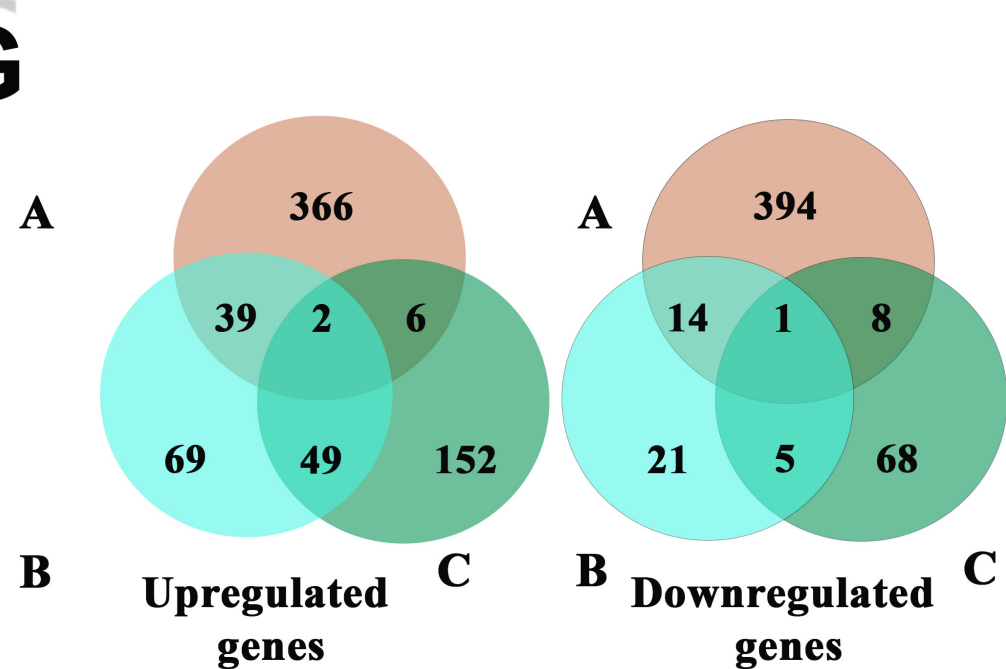 G
A
366
A
394
39 2 6
14 1 8
69 49 152
21 5 68
B
C
B
C
Upregulated
genes
Downregulated
genes